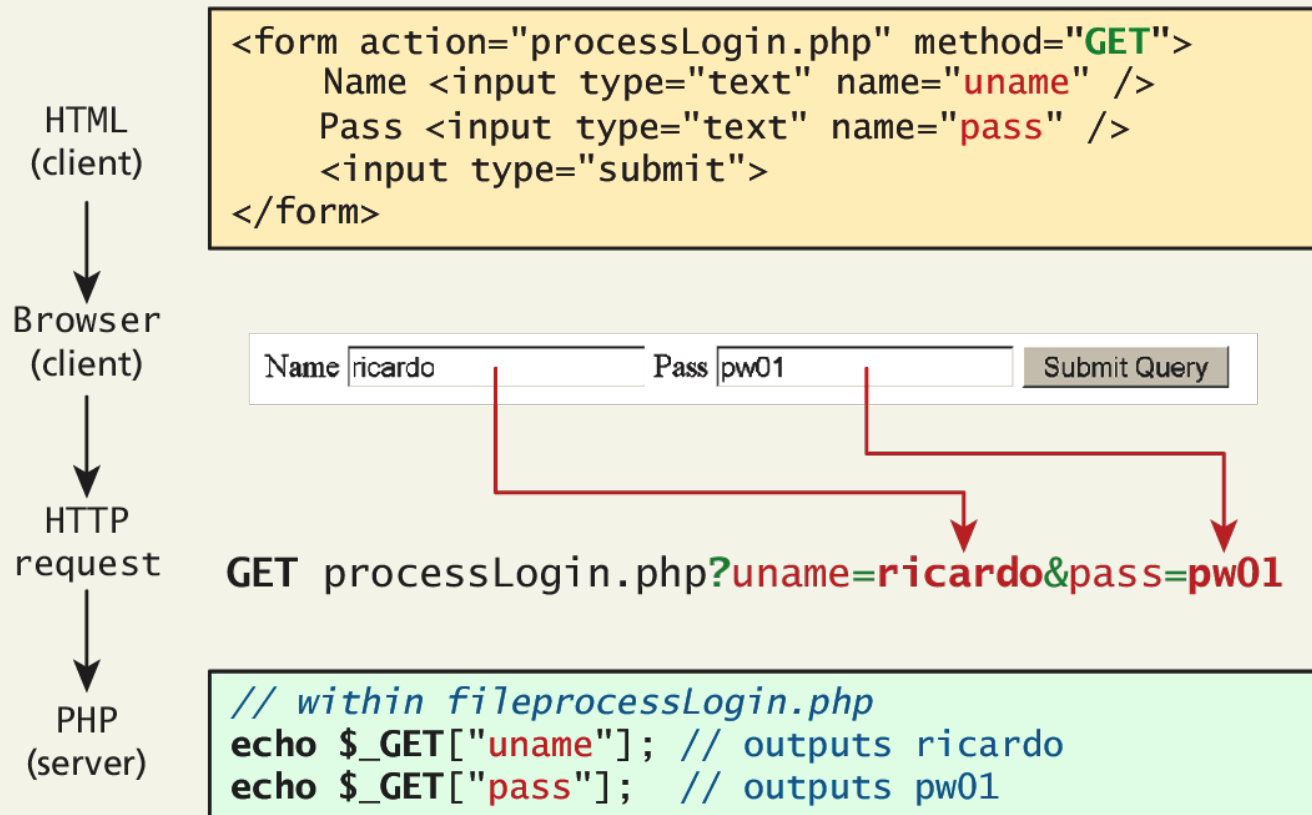 <form action="processLogin.php" method="GET">
Name <input type="text" name="uname" />
Pass <input type="text" name="pass" />
<input type="submit">
</form>
HTML
(client)
Browser
(client)
Name ricardo Pass pw01 Submit Query
HTTP
request
GET processLogin.php?uname=ricardo&pass=pw01
PHP
(server)
// within fileprocessLogin.php
echo $_GET["uname"]; // outputs ricardo
echo $_GET["pass"]; // outputs pw01